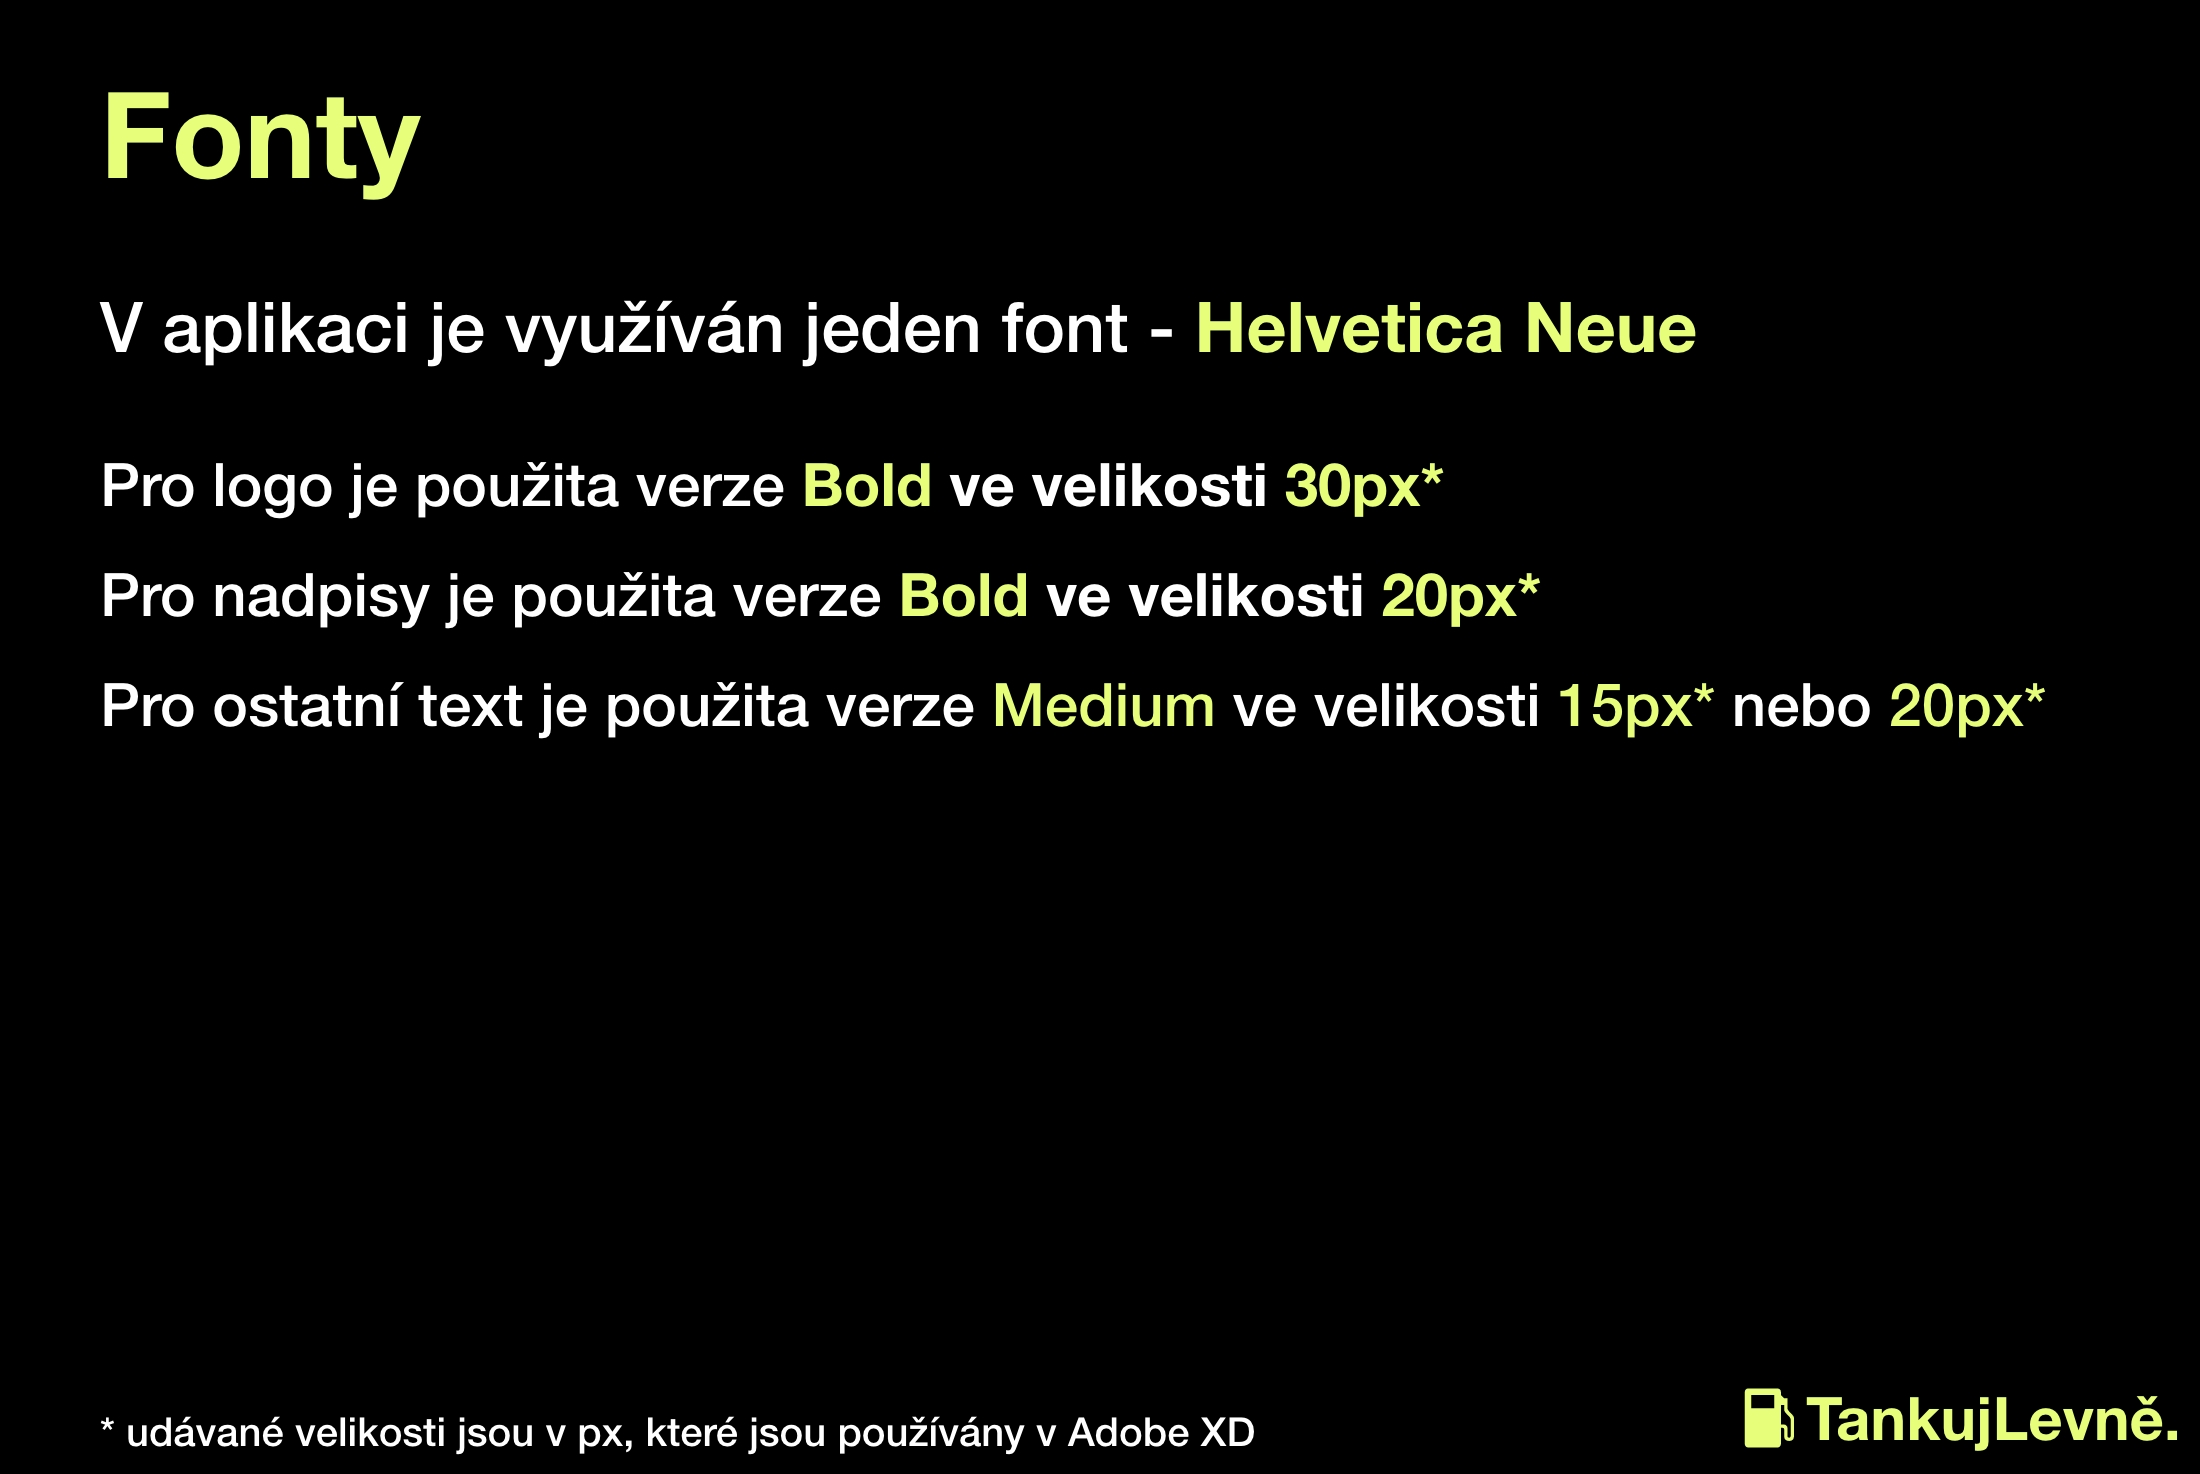 Fonty
V aplikaci je využíván jeden font - Helvetica Neue
Pro logo je použita verze Bold ve velikosti 30px*
Pro nadpisy je použita verze Bold ve velikosti 20px*
Pro ostatní text je použita verze Medium ve velikosti 15px* nebo 20px*
* udávané velikosti jsou v px, které jsou používány v Adobe XD
TankujLevně.